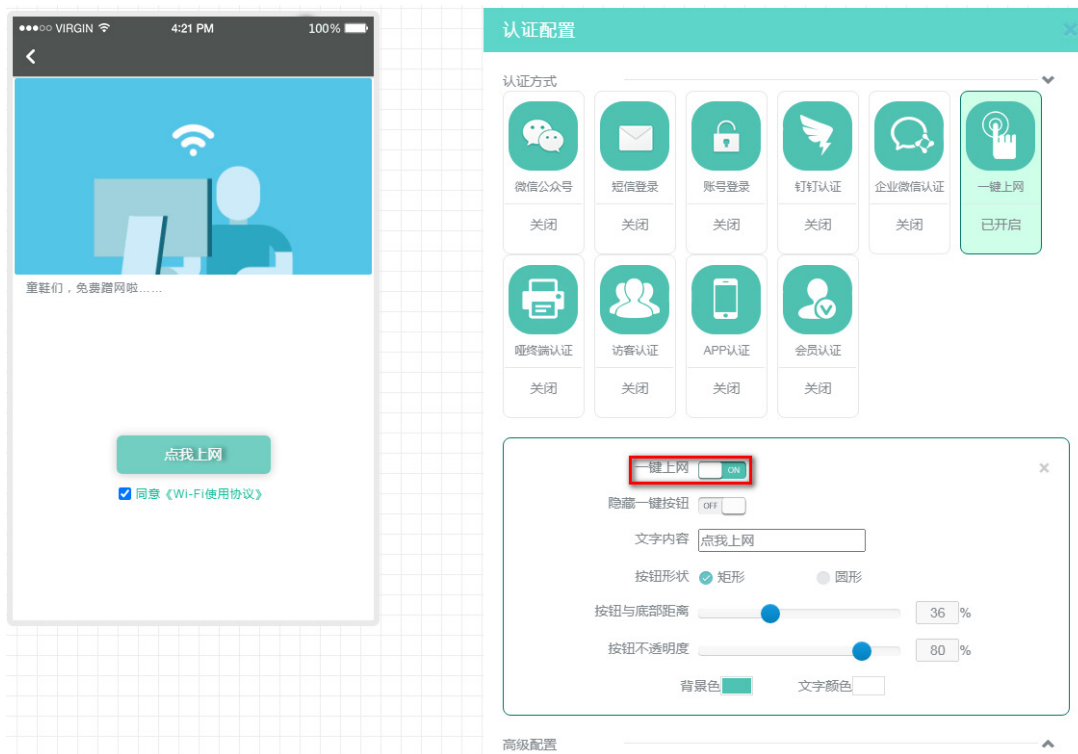 ●●●○○ VIRGIN 4:21 PM 100%
童鞋们，免费蹭网啦……
点我上网
同意《Wi-Fi使用协议》
认证配置
认证方式
微信公众号 短信登录 账号登录 钉钉认证 企业微信认证 一键上网
关闭 关闭 关闭 关闭 关闭 已开启
哑终端认证 访客认证 APP认证 会员认证
关闭 关闭 关闭 关闭
一键上网 ON
隐藏一键按钮 OFF
文字内容 点我上网
按钮形状 矩形 圆形
按钮与底部距离 36 %
按钮不透明度 80 %
背景色 文字颜色
高级配置